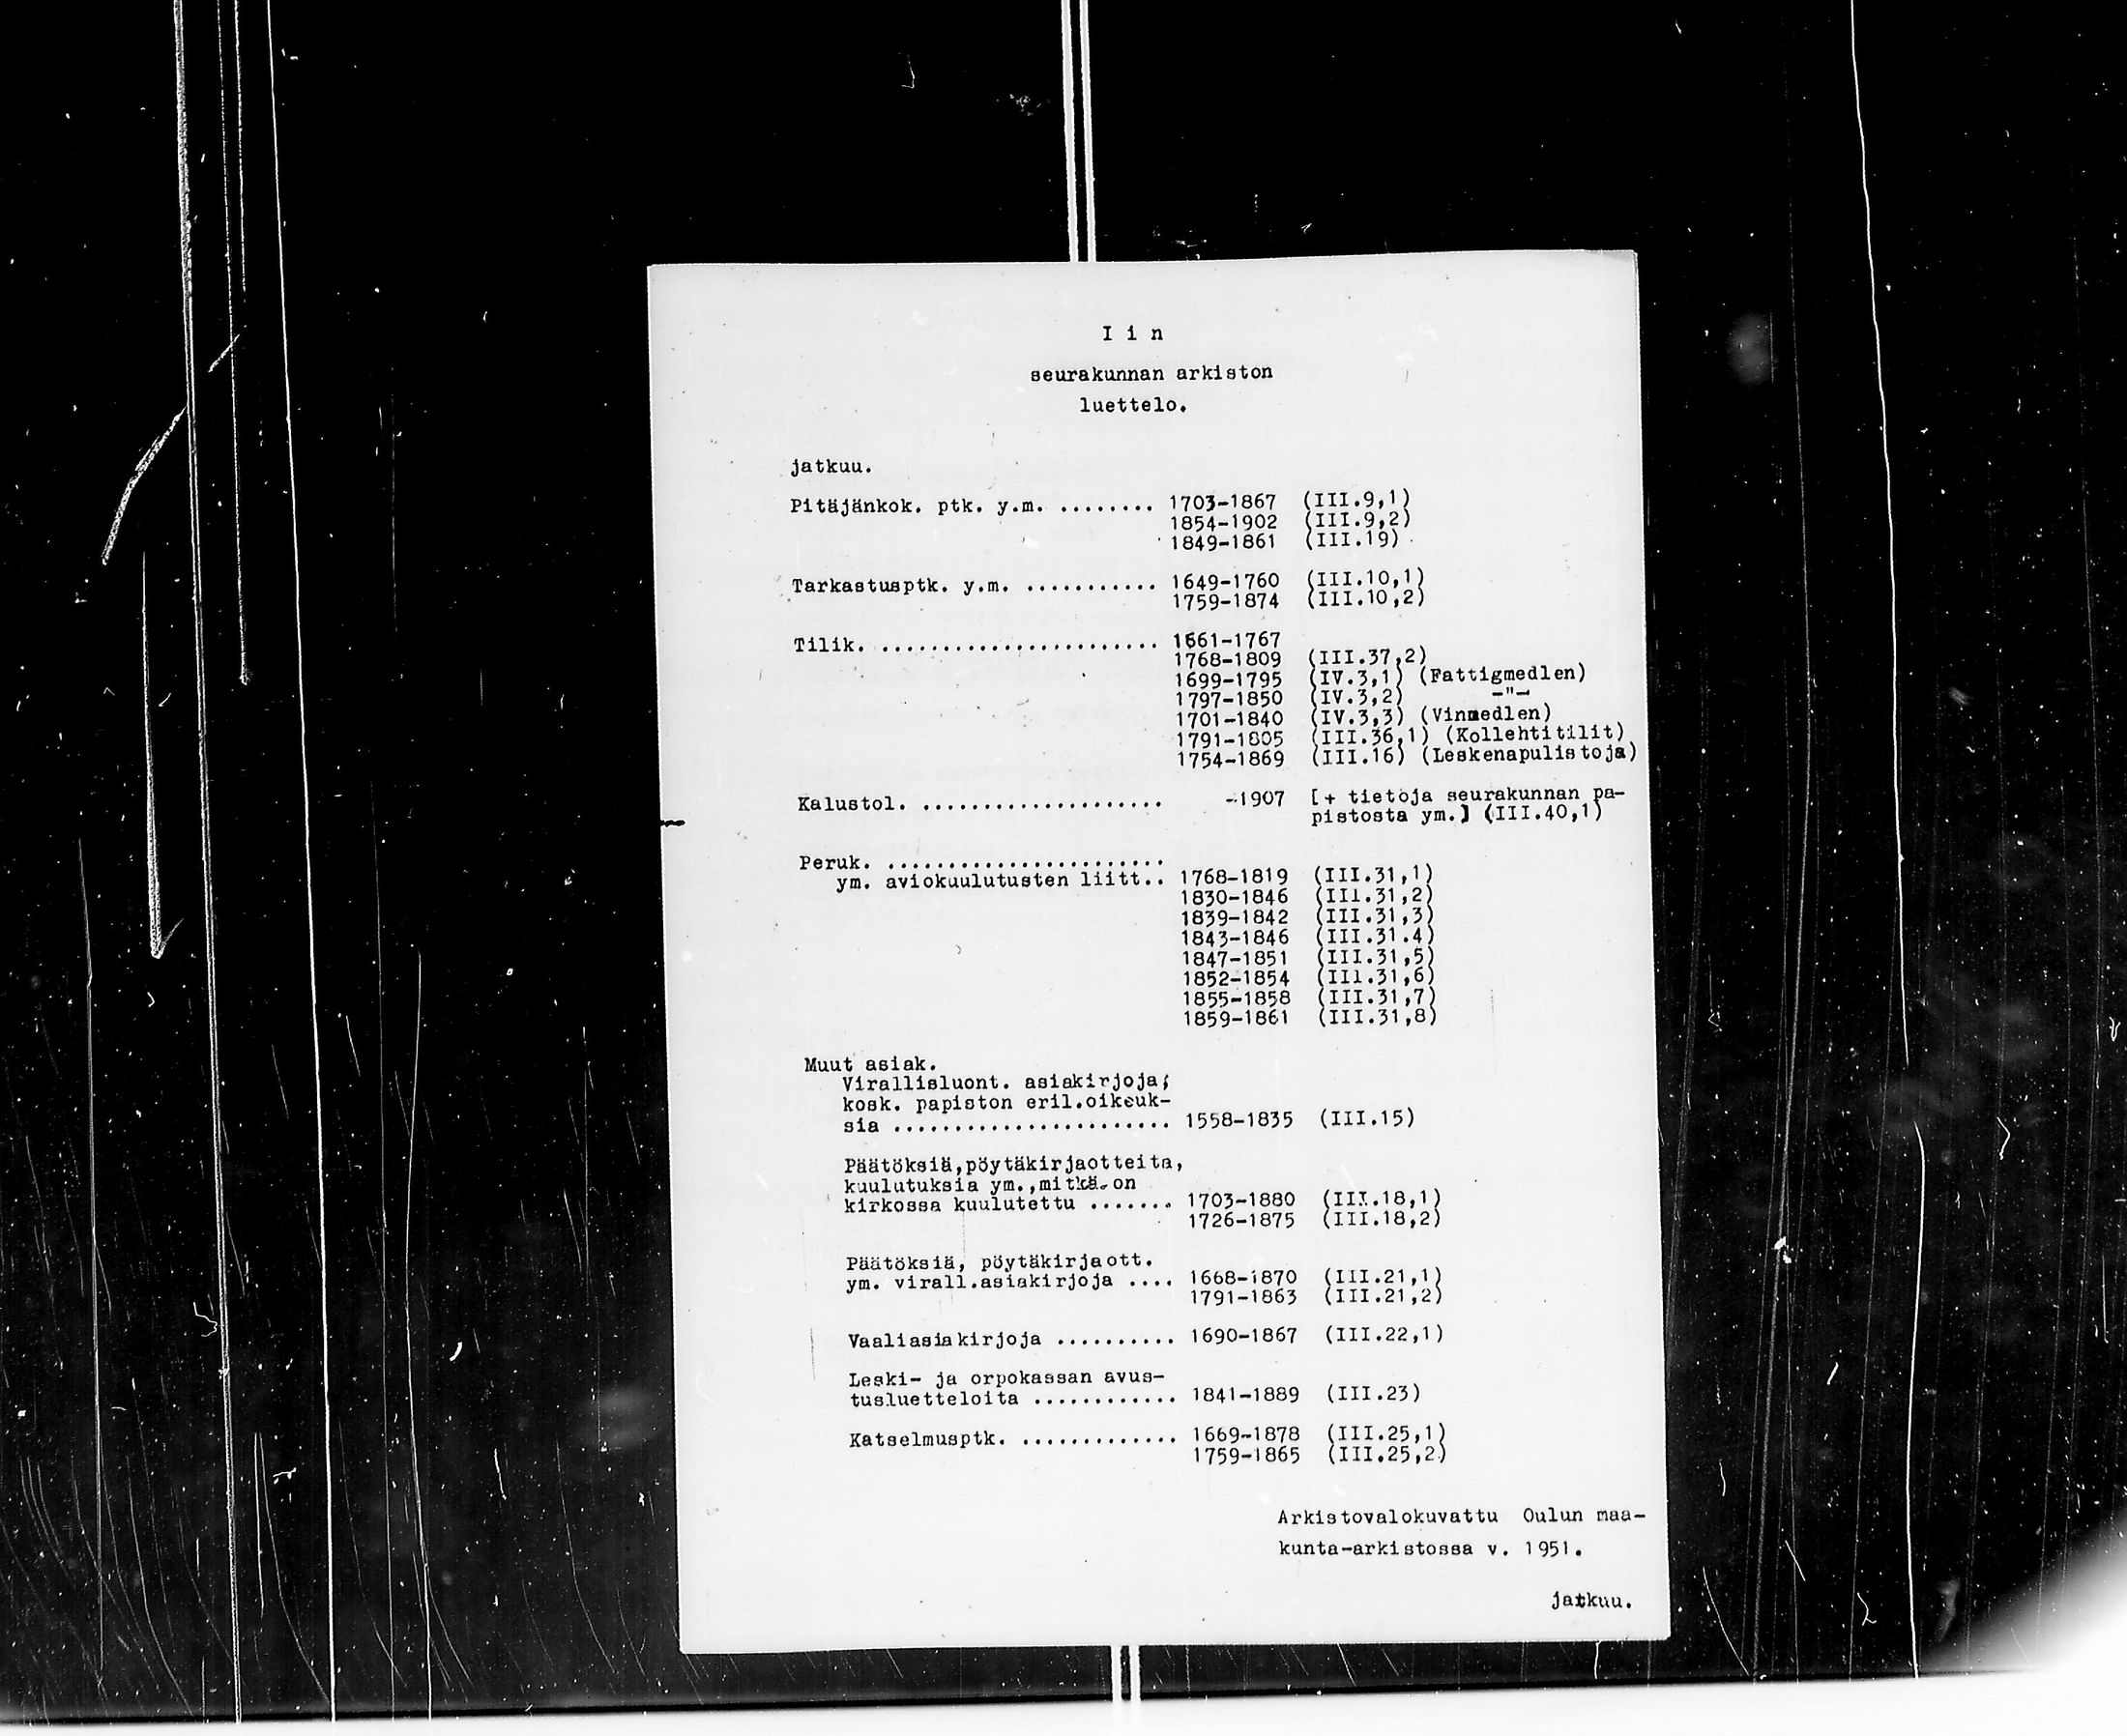 I i n
seurakunnan arkiston
luettelo.
jatkuu.
Pitäjänkok. ptk. y.m. ........ 1703-1867 (III.9,1)
1854-1902 (III.9,2)
1849-1861 (III.19)
Tarkastusptk. y.m. ........... 1649-1760 (III.10,1)
1759-1874 (III.10,2)
Tilik. ....................... 1661-1767
1768-1809 (III.37,2)
1699-1795 (IV.3,1) (Fattigmedlen)
1797-1850 (IV.3,2) -"-
1701-1840 (IV.3,3) (Vinmedlen)
1791-1805 (III.36,1) (Kollehtitilit)
1754-1869 (III.16) (Leskenapulistoja)
Kalustol. .................... -1907 [+ tietoja seurakunnan pa-
pistosta ym.] (III.40,1)
Peruk. .......................
ym. aviokuulutusten liitt.. 1768-1819 (III.31,1)
1830-1846 (III.31,2)
1839-1842 (III.31,3)
1843-1846 (III.31.4)
1847-1851 (III.31,5)
1852-1854 (III.31,6)
1855-1858 (III.31,7)
1859-1861 (III.31,8)
Muut asiak.
Virallisluont. asiakirjoja;
kosk. papiston eril.oikeuk-
sia ....................... 1558-1835 (III.15)
Päätöksiä,pöytäkirjaotteita,
kuulutuksia ym.,mitkä on
kirkossa kuulutettu ....... 1703-1880 (III.18,1)
1726-1875 (III.18,2)
Päätöksiä, pöytäkirjaott.
ym. virall.asiakirjoja .... 1668-1870 (III.21,1)
1791-1863 (III.21,2)
Vaaliasiakirjoja .......... 1690-1867 (III.22,1)
Leski- ja orpokassan avus-
tusluetteloita ............ 1841-1889 (III.23)
Katselmusptk. ............. 1669-1878 (III.25,1)
1759-1865 (III.25,2)
Arkistovalokuvattu Oulun maa-
kunta-arkistossa v. 1951.
jatkuu.